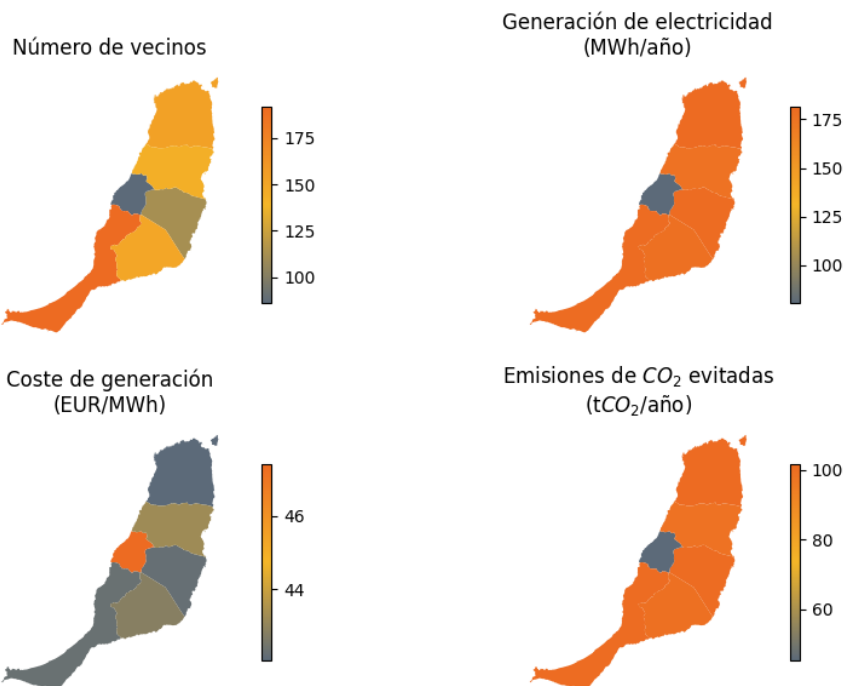 Número de vecinos
175
150
125
100
Generación de electricidad
(MWh/año)
175
150
125
100
Coste de generación
(EUR/MWh)
46
44
Emisiones de CO₂ evitadas
(tCO₂/año)
100
80
60